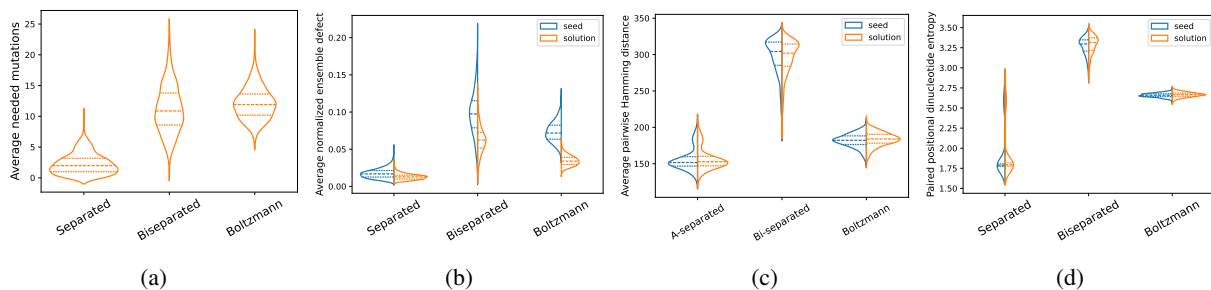 Average needed mutations
25
20
15
10
5
0
Separated
Biseparated
Boltzmann
(a)
Average normalized ensemble defect
0.20
0.15
0.10
0.05
0.00
seed
solution
Separated
Biseparated
Boltzmann
(b)
Average pairwise Hamming distance
350
300
250
200
150
100
seed
solution
A-separated
Bi-separated
Boltzmann
(c)
Paired positional dinucleotide entropy
3.50
3.25
3.00
2.75
2.50
2.25
2.00
1.75
1.50
seed
solution
Separated
Biseparated
Boltzmann
(d)